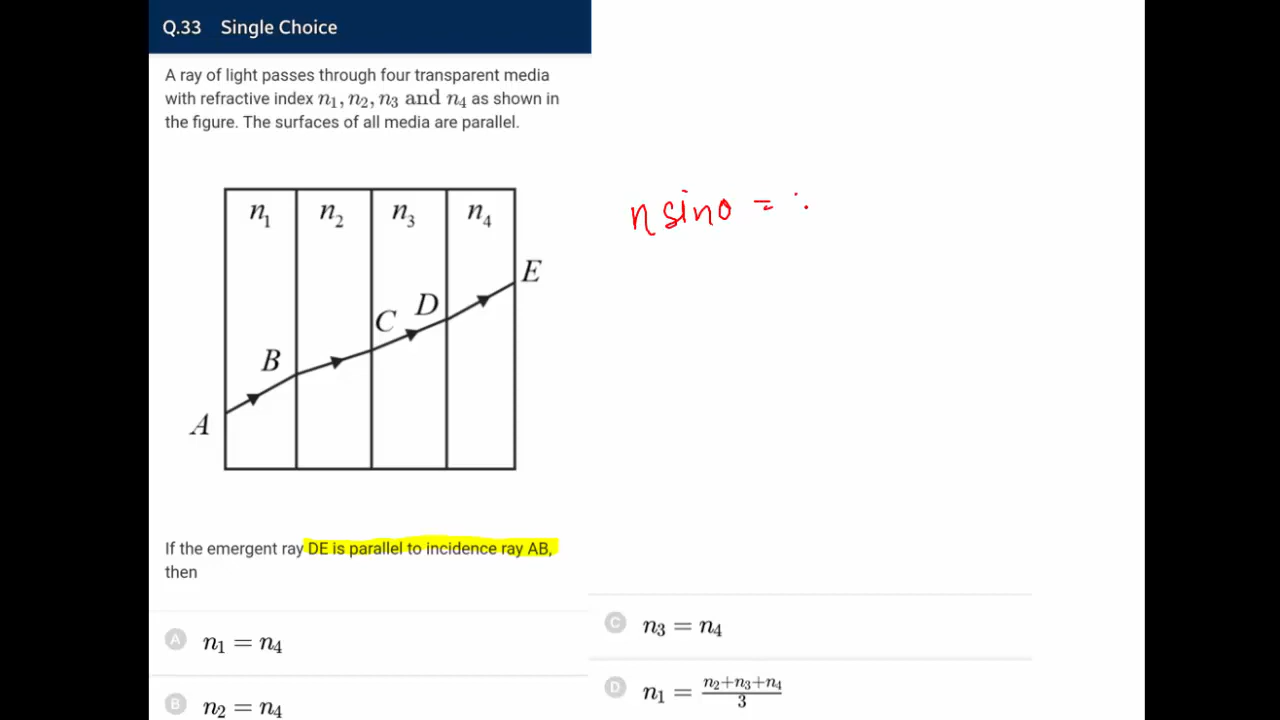 Q.33 Single Choice
A ray of light passes through four transparent media
with refractive index n₁, n₂, n₃ and n₄ as shown in
the figure. The surfaces of all media are parallel.
n₁ n₂ n₃ n₄
n sinθ =
E
D
C
B
A
If the emergent ray DE is parallel to incidence ray AB,
then
A n₁ = n₄
B n₂ = n₄
C n₃ = n₄
D n₁ = (n₂+n₃+n₄)/3